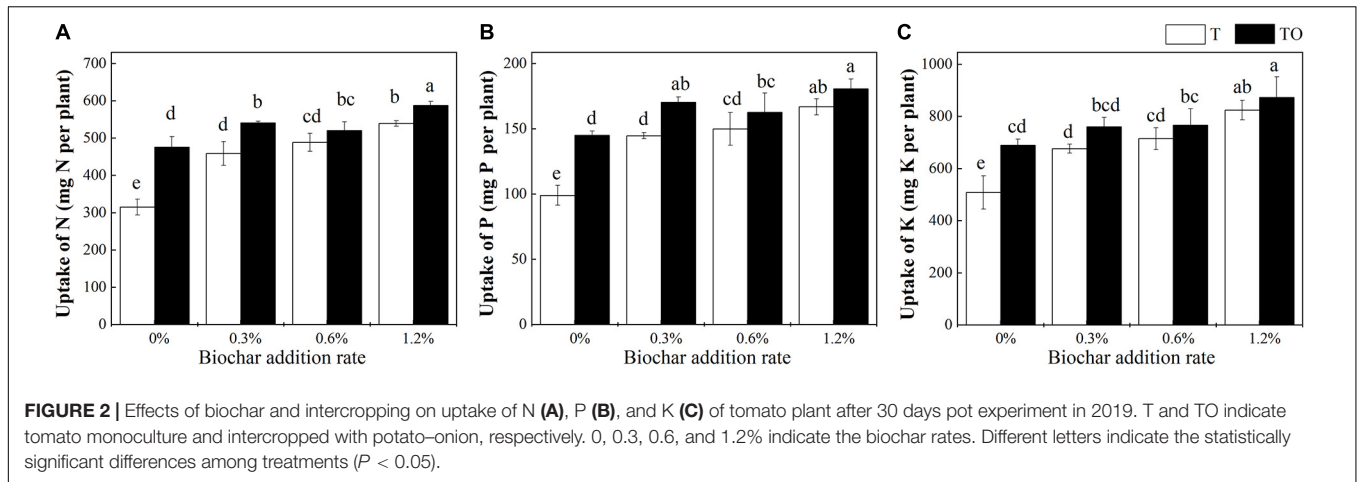 A
B
C
T
TO
Uptake of N (mg N per plant)
700
600
500
400
300
200
100
0
e
d
d
b
cd
bc
b
a
0%
0.3%
0.6%
1.2%
Biochar addition rate
Uptake of P (mg P per plant)
200
150
100
50
0
e
d
d
ab
cd
bc
ab
a
0%
0.3%
0.6%
1.2%
Biochar addition rate
Uptake of K (mg K per plant)
1000
800
600
400
200
0
e
cd
d
bcd
cd
bc
ab
a
0%
0.3%
0.6%
1.2%
Biochar addition rate
FIGURE 2 | Effects of biochar and intercropping on uptake of N (A), P (B), and K (C) of tomato plant after 30 days pot experiment in 2019. T and TO indicate
tomato monoculture and intercropped with potato–onion, respectively. 0, 0.3, 0.6, and 1.2% indicate the biochar rates. Different letters indicate the statistically
significant differences among treatments (P < 0.05).